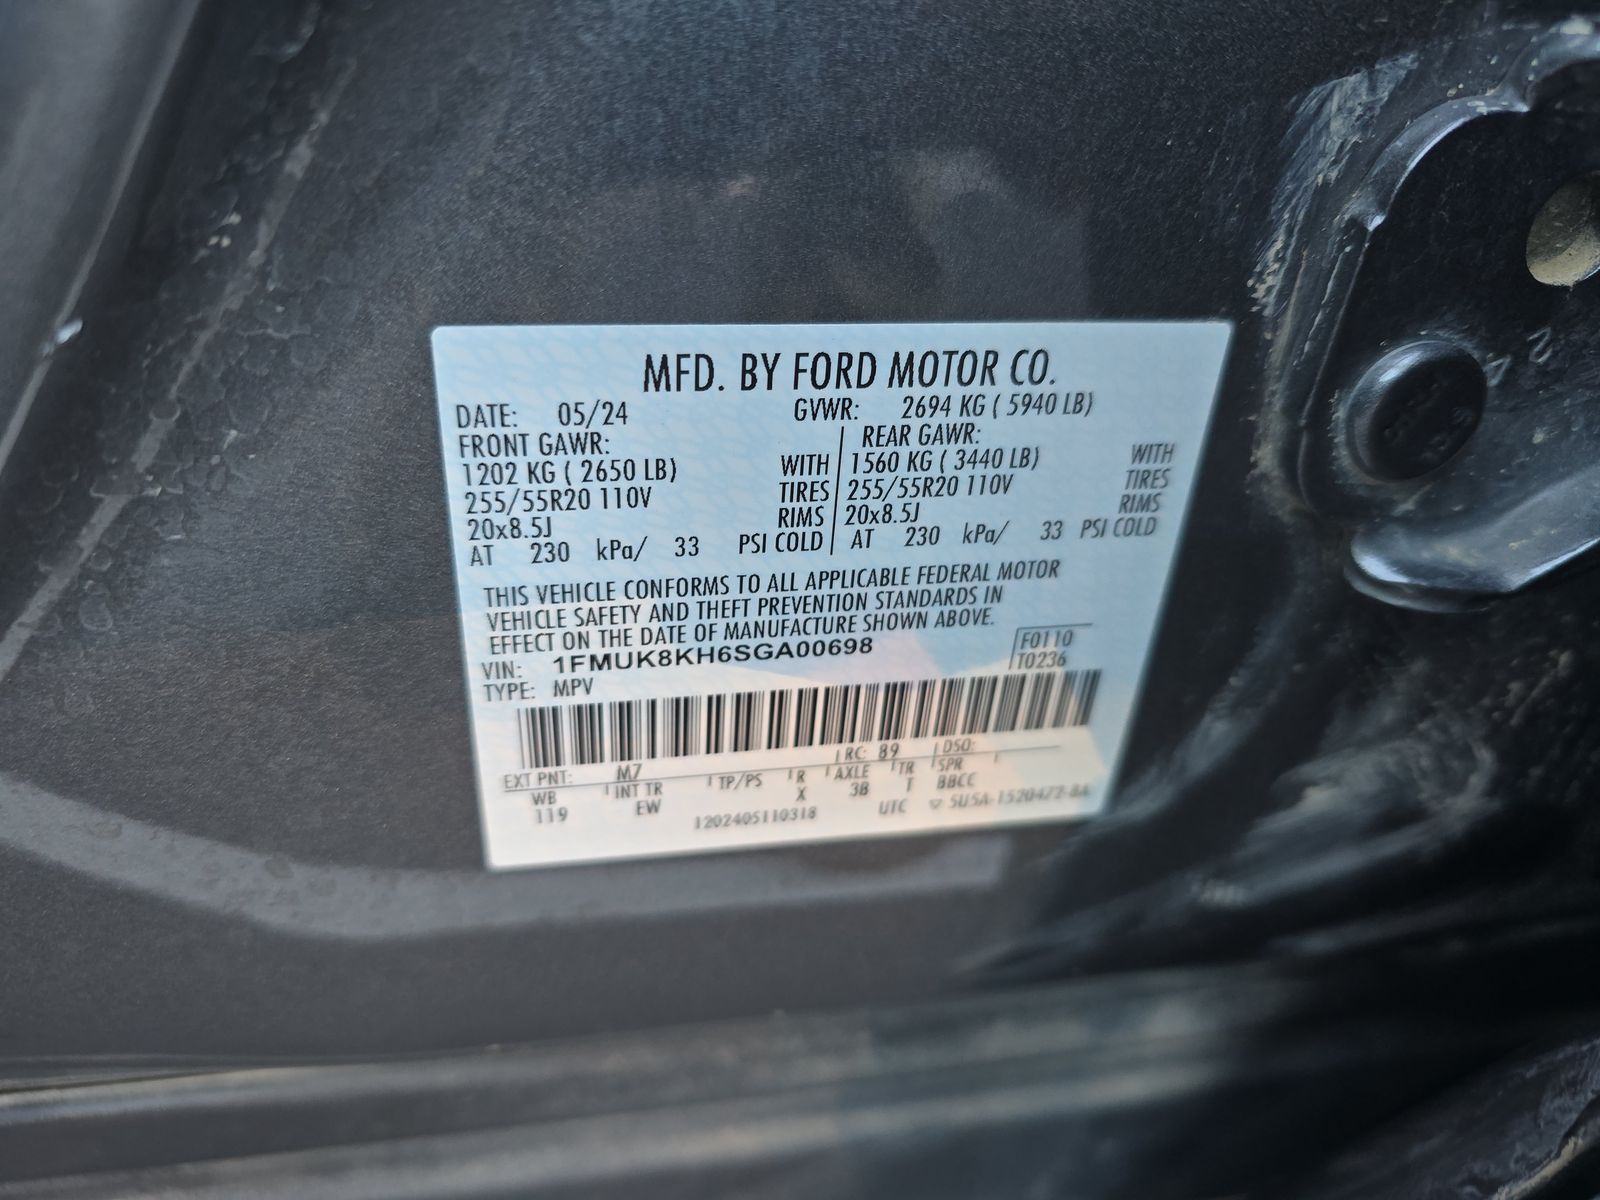 MFD. BY FORD MOTOR CO.
DATE: 05/24 GVWR: 2694 KG ( 5940 LB)
FRONT GAWR: REAR GAWR:
1202 KG ( 2650 LB) WITH 1560 KG ( 3440 LB) WITH
255/55R20 110V TIRES 255/55R20 110V TIRES
20x8.5J RIMS 20x8.5J RIMS
AT 230 kPa/ 33 PSI COLD AT 230 kPa/ 33 PSI COLD
THIS VEHICLE CONFORMS TO ALL APPLICABLE FEDERAL MOTOR
VEHICLE SAFETY AND THEFT PREVENTION STANDARDS IN
EFFECT ON THE DATE OF MANUFACTURE SHOWN ABOVE.
VIN: 1FMUK8KH6SGA00698 F0110
TYPE: MPV T0236
EXT PNT: M7 RC: 89 DSO:
WB INT TR TP/PS R AXLE TR SPR
119 EW X 3B T BBCC
1202405110318 UTC ▽ SU5A-1520472-BA
2
4